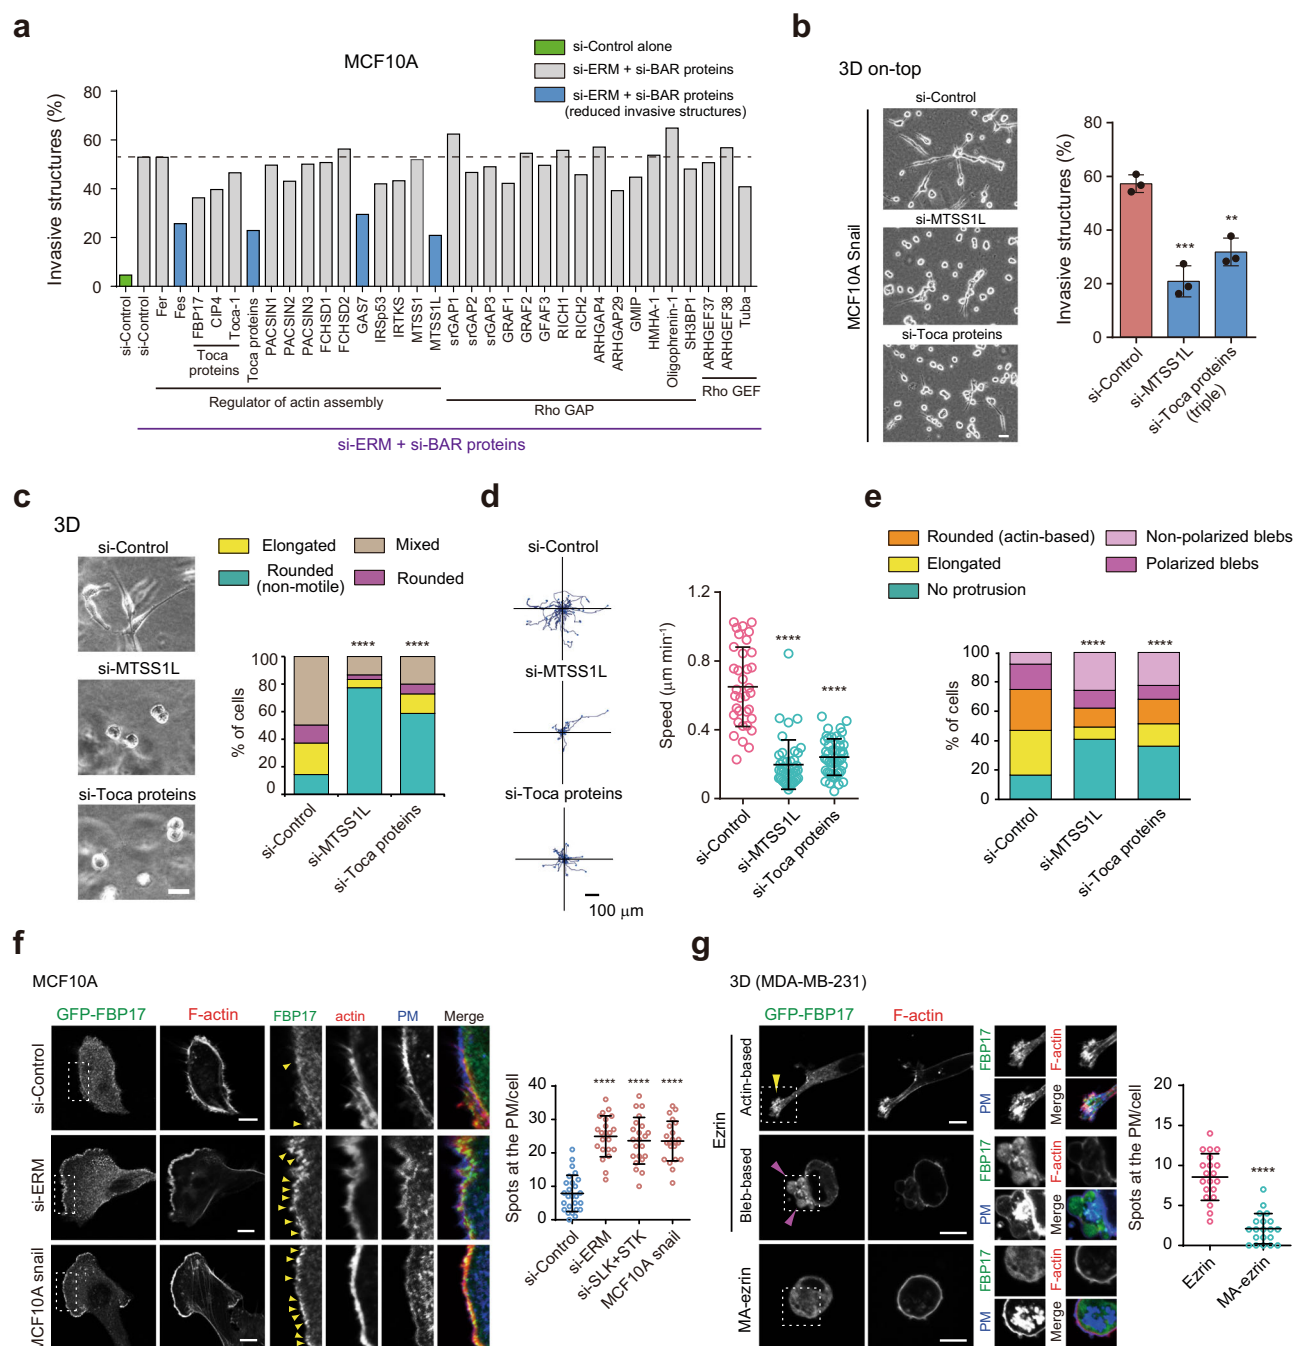 a
MCF10A
si-Control alone
si-ERM + si-BAR proteins
si-ERM + si-BAR proteins
(reduced invasive structures)
Invasive structures (%)
80
60
40
20
0
si-Control
si-Control
Fer
Fes
FBP17
CIP4
Toca-1
Toca proteins
PACSIN1
PACSIN2
PACSIN3
FCHSD1
FCHSD2
GAS7
IRSp53
IRTKS
MTSS1
MTSS1L
srGAP1
srGAP2
srGAP3
GRAF1
GRAF2
GFAF3
RICH1
RICH2
ARHGAP4
ARHGAP29
GMIP
HMHA-1
Oligophrenin-1
SH3BP1
ARHGEF37
ARHGEF38
Tuba
Toca
proteins
Regulator of actin assembly
Rho GAP
Rho GEF
si-ERM + si-BAR proteins
b
3D on-top
MCF10A Snail
si-Control
si-MTSS1L
si-Toca proteins
Invasive structures (%)
80
60
40
20
0
***
**
si-Control
si-MTSS1L
si-Toca proteins
(triple)
c
3D
si-Control
si-MTSS1L
si-Toca proteins
Elongated
Mixed
Rounded
(non-motile)
Rounded
% of cells
100
80
60
40
20
0
****
****
si-Control
si-MTSS1L
si-Toca proteins
d
si-Control
si-MTSS1L
si-Toca proteins
100 μm
Speed (μm min⁻¹)
1.2
0.8
0.4
0
****
****
si-Control
si-MTSS1L
si-Toca proteins
e
Rounded (actin-based)
Non-polarized blebs
Elongated
Polarized blebs
No protrusion
% of cells
100
80
60
40
20
0
****
****
si-Control
si-MTSS1L
si-Toca proteins
f
MCF10A
GFP-FBP17
F-actin
FBP17
actin
PM
Merge
si-Control
si-ERM
MCF10A snail
Spots at the PM/cell
40
30
20
10
0
****
****
****
si-Control
si-ERM
si-SLK+STK
MCF10A snail
g
3D (MDA-MB-231)
GFP-FBP17
F-actin
Ezrin
Actin-based
Bleb-based
MA-ezrin
FBP17
F-actin
PM
Merge
FBP17
F-actin
PM
Merge
FBP17
F-actin
PM
Merge
Spots at the PM/cell
20
15
10
5
0
****
Ezrin
MA-ezrin